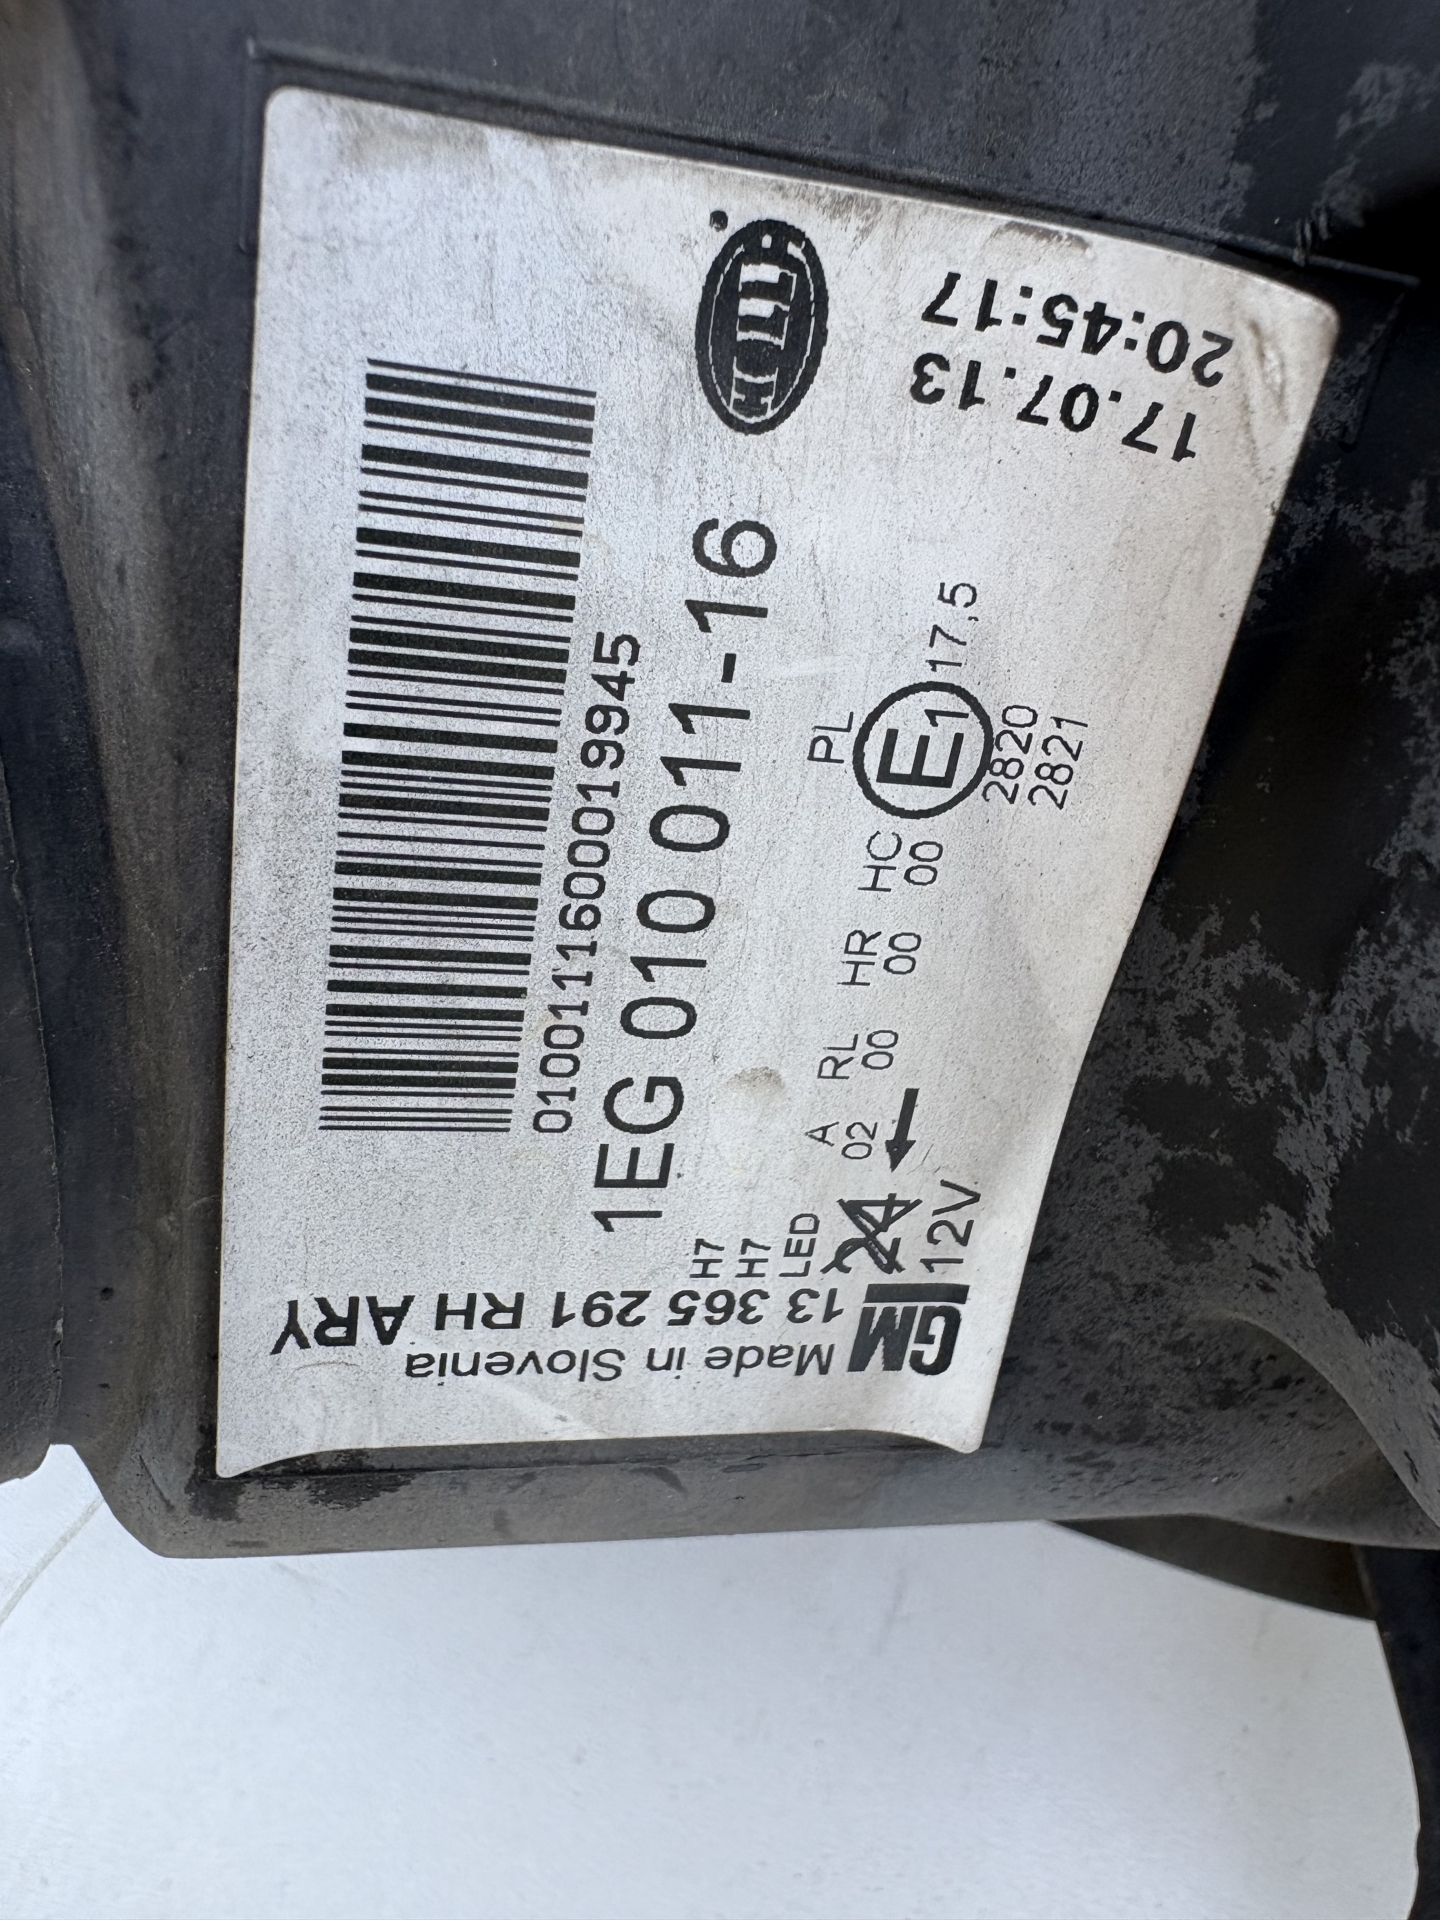 0100111600019945
1EG 010 011-16
HELLA
17.07.13
20:45:17
H7
H7
LED
A
02
RL
00
HR
00
HC
00
PL
E1
17,5
2820
2821
24
12V
13 365 291 RH ARY
Made in Slovenia
GM